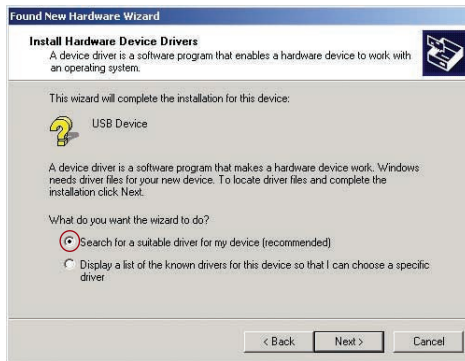 Found New Hardware Wizard
Install Hardware Device Drivers
A device driver is a software program that enables a hardware device to work with
an operating system.
This wizard will complete the installation for this device:
USB Device
A device driver is a software program that makes a hardware device work. Windows
needs driver files for your new device. To locate driver files and complete the
installation click Next.
What do you want the wizard to do?
Search for a suitable driver for my device (recommended)
Display a list of the known drivers for this device so that I can choose a specific
driver
< Back Next > Cancel